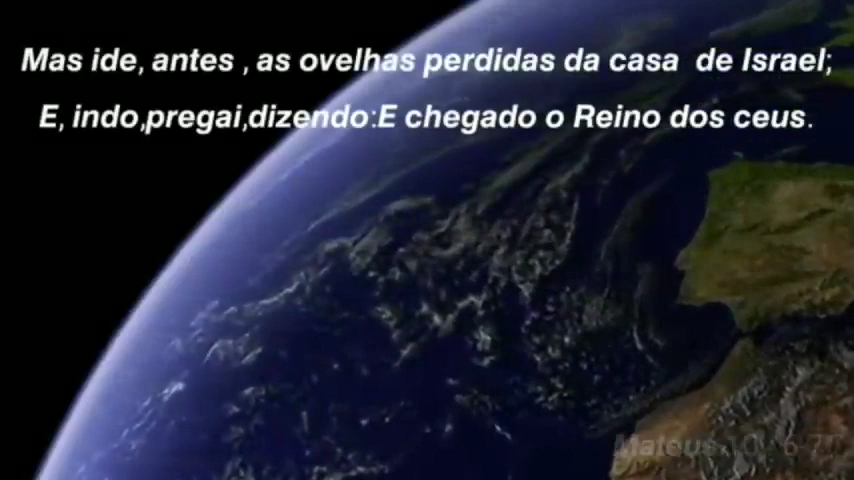 Mas ide, antes , as ovelhas perdidas da casa  de Israel;
E, indo,pregai,dizendo:E chegado o Reino dos ceus.
Mateus 10 : 6-7